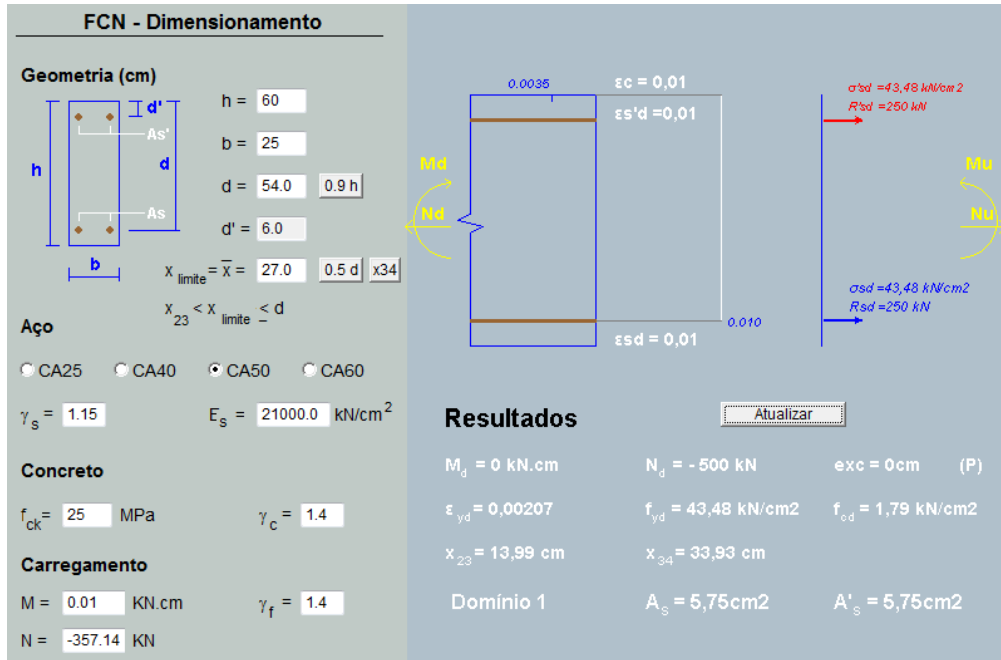 FCN - Dimensionamento
Geometria (cm)
d'
As'
h
d
As
b
h = 60
b = 25
d = 54.0 0.9 h
d' = 6.0
x limite = x̅ = 27.0 0.5 d x34
x23 < x limite ≤ d
Aço
CA25 CA40 CA50 CA60
γs = 1.15 Es = 21000.0 kN/cm2
Concreto
fck= 25 MPa γc = 1.4
Carregamento
M = 0.01 KN.cm γf = 1.4
N = -357.14 KN
0.0035 εc = 0,01
εs'd =0,01
σ'sd =43,48 kN/cm2
R'sd =250 kN
Md
Nd
Mu
Nu
σsd =43,48 kN/cm2
Rsd =250 kN
0.010
εsd = 0,01
Resultados Atualizar
Md = 0 kN.cm Nd = -500 kN exc = 0cm (P)
εyd = 0,00207 fyd = 43,48 kN/cm2 fcd = 1,79 kN/cm2
x23 = 13,99 cm x34 = 33,93 cm
Domínio 1 As = 5,75cm2 A's = 5,75cm2